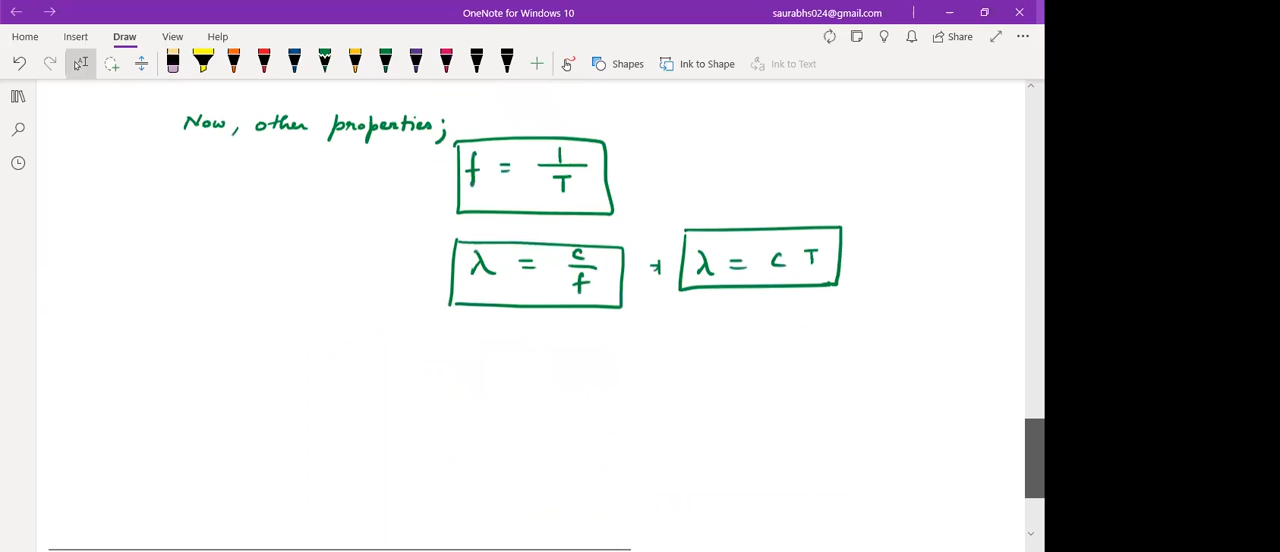 OneNote for Windows 10
saurabhs024@gmail.com
Home Insert Draw View Help
Share
Shapes Ink to Shape Ink to Text
Now, other properties;
f = 1/T
λ = c/f → λ = c T